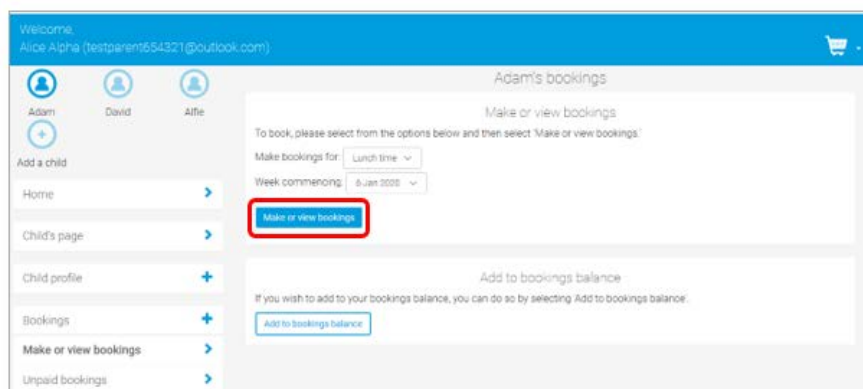 Welcome,
Alice Alpha (testparent654321@outlook.com)
Adam
David
Alfie
Add a child
Home
Child's page
Child profile
Bookings
Make or view bookings
Unpaid bookings
Adam's bookings
Make or view bookings
To book, please select from the options below and then select 'Make or view bookings.'
Make bookings for: Lunch time
Week commencing: 6 Jan 2020
Make or view bookings
Add to bookings balance
If you wish to add to your bookings balance, you can do so by selecting 'Add to bookings balance'.
Add to bookings balance